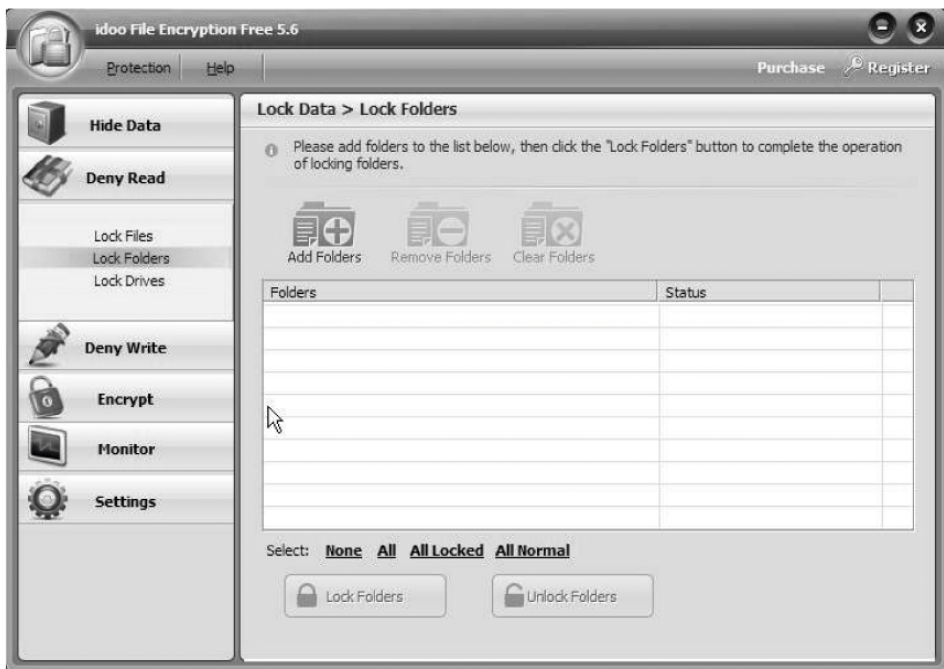 idoo File Encryption Free 5.6
Protection Help
Purchase Register
Hide Data
Deny Read
Lock Files
Lock Folders
Lock Drives
Deny Write
Encrypt
Monitor
Settings
Lock Data > Lock Folders
Please add folders to the list below, then click the "Lock Folders" button to complete the operation
of locking folders.
Add Folders Remove Folders Clear Folders
Folders Status
Select: None All All Locked All Normal
Lock Folders Unlock Folders